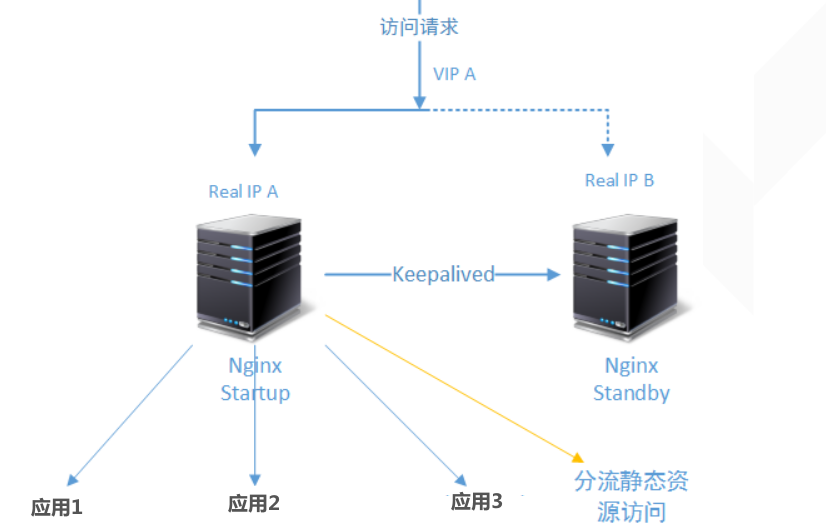 访问请求
VIP A
Real IP A
Real IP B
Keepalived
Nginx
Startup
Nginx
Standby
应用1
应用2
应用3
分流静态资
源访问